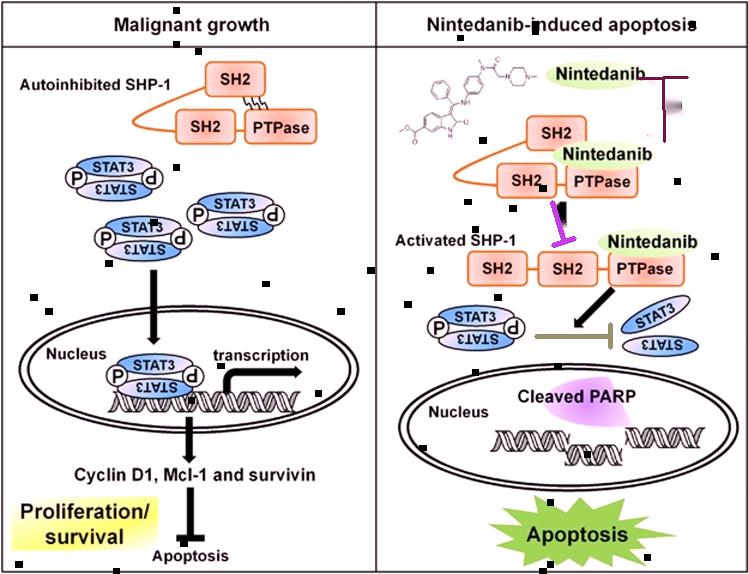 Malignant growth
Autoinhibited SHP-1
SH2
SH2
PTPase
STAT3
STAT3
P
P
STAT3
STAT3
P
P
STAT3
STAT3
P
P
Nucleus
STAT3
STAT3
P
P
transcription
Cyclin D1, Mcl-1 and survivin
Proliferation/
survival
Apoptosis
Nintedanib-induced apoptosis
Nintedanib
N
N
N
O
NH
O
O
O
N
H
SH2
Nintedanib
SH2
PTPase
Activated SHP-1
Nintedanib
SH2
SH2
PTPase
STAT3
STAT3
P
P
STAT3
STAT3
Nucleus
Cleaved PARP
Apoptosis